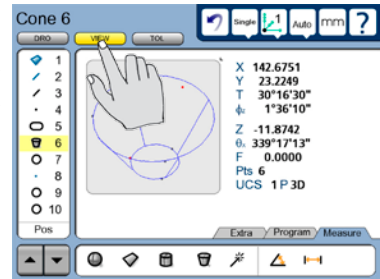 Cone 6
DRO VIEW TOL
Single 1 Auto mm ?
1
2
3
4
5
6
7
8
9
10
Pos
X 142.6751
Y 23.2249
T 30°16'30"
1°36'10"
Z -11.8742
θx 339°17'13"
F 0.0000
Pts 6
UCS 1 P 3D
Extra Program Measure